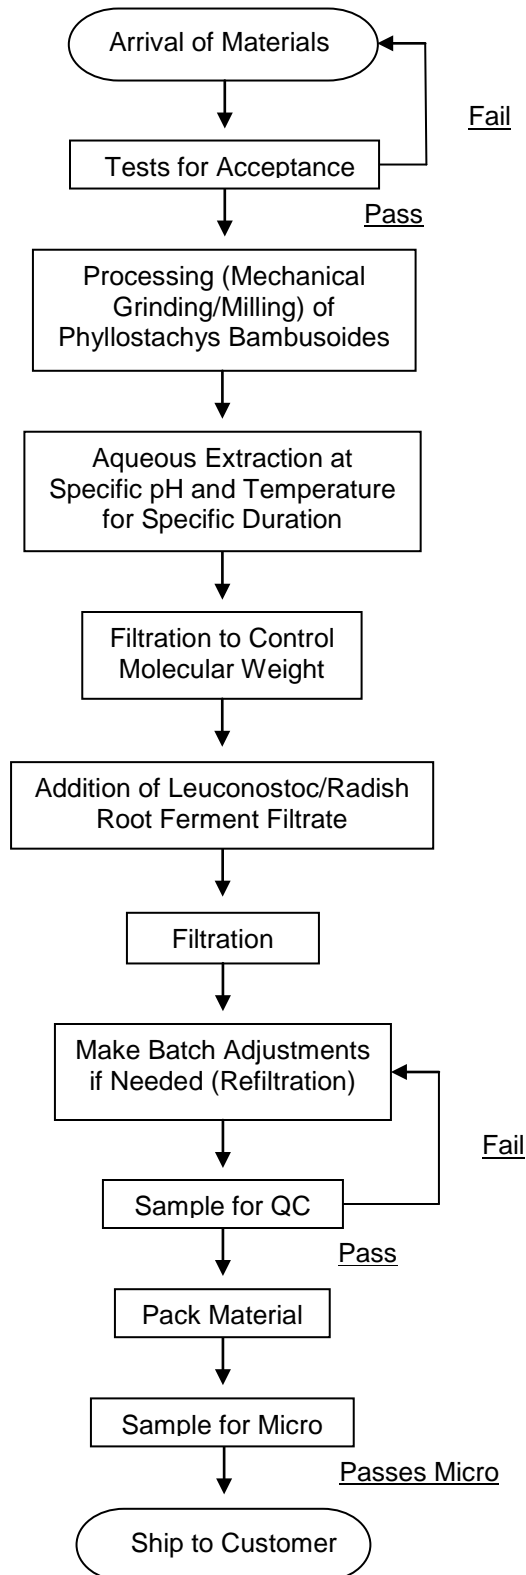 Arrival of Materials
Fail
Tests for Acceptance
Pass
Processing (Mechanical
Grinding/Milling) of
Phyllostachys Bambusoides
Aqueous Extraction at
Specific pH and Temperature
for Specific Duration
Filtration to Control
Molecular Weight
Addition of Leuconostoc/Radish
Root Ferment Filtrate
Filtration
Make Batch Adjustments
if Needed (Refiltration)
Fail
Sample for QC
Pass
Pack Material
Sample for Micro
Passes Micro
Ship to Customer